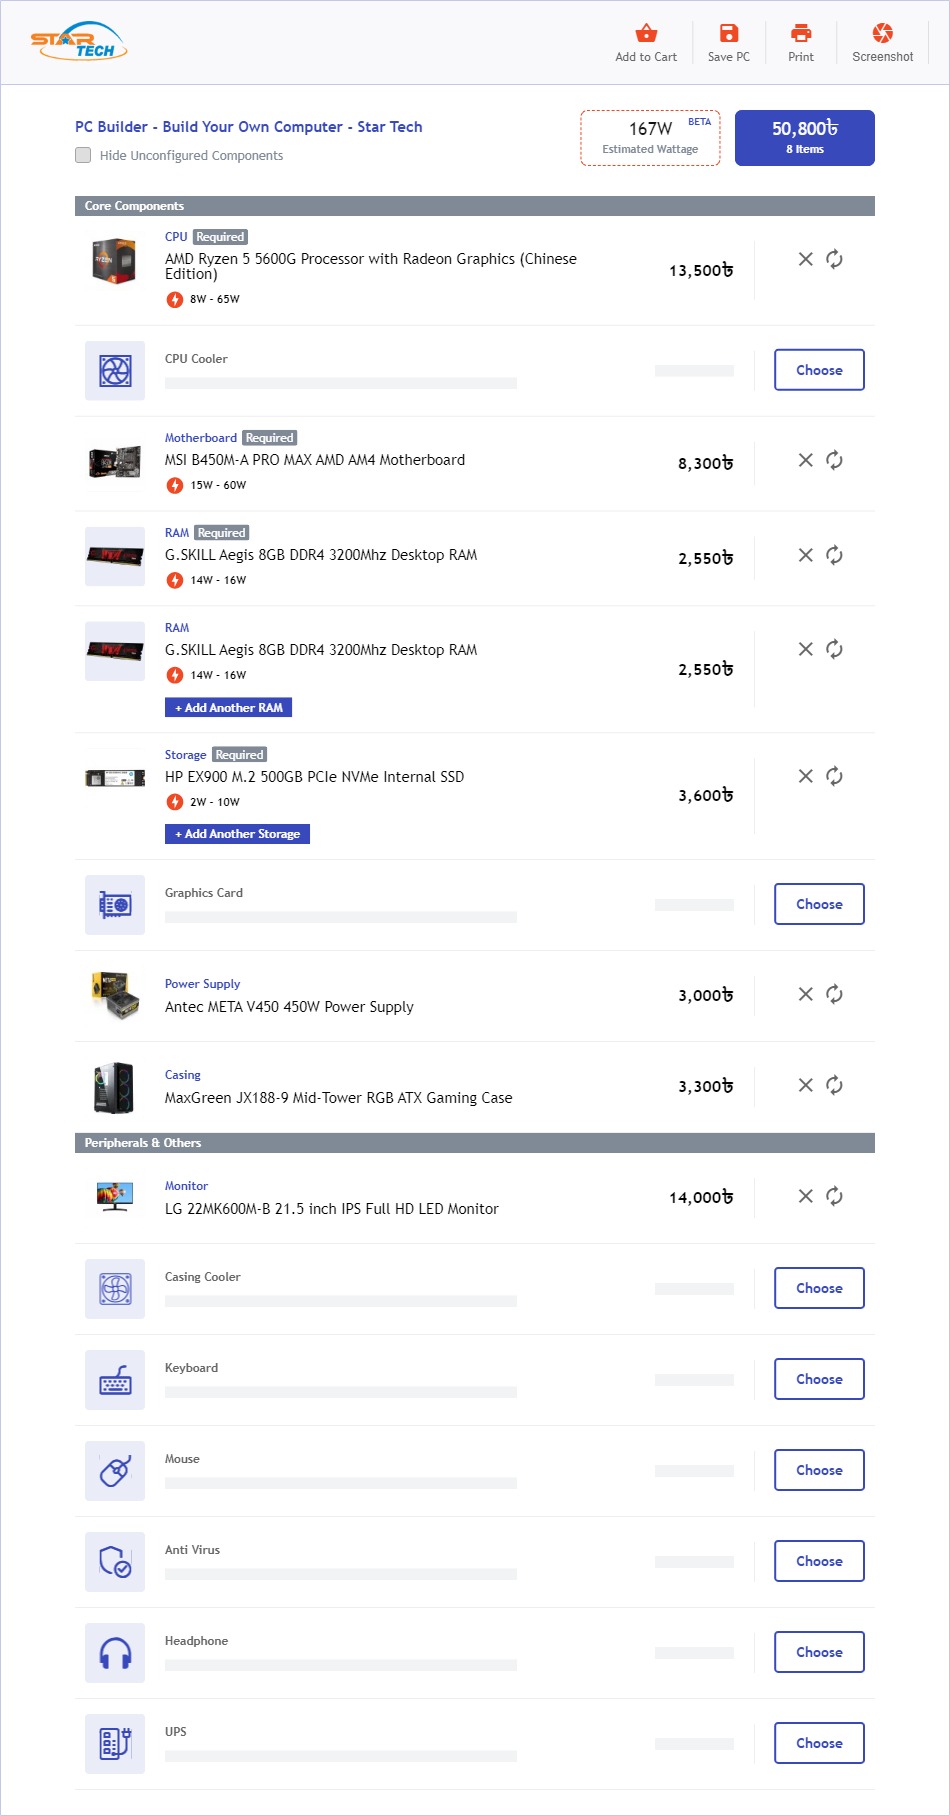 STAR
TECH
Add to Cart
Save PC
Print
Screenshot
PC Builder - Build Your Own Computer - Star Tech
Hide Unconfigured Components
167W
BETA
Estimated Wattage
50,800৳
8 Items
Core Components
CPU Required
AMD Ryzen 5 5600G Processor with Radeon Graphics (Chinese
Edition)
8W - 65W
13,500৳
CPU Cooler
Choose
Motherboard Required
MSI B450M-A PRO MAX AMD AM4 Motherboard
15W - 60W
8,300৳
RAM Required
G.SKILL Aegis 8GB DDR4 3200Mhz Desktop RAM
14W - 16W
2,550৳
RAM
G.SKILL Aegis 8GB DDR4 3200Mhz Desktop RAM
14W - 16W
+ Add Another RAM
2,550৳
Storage Required
HP EX900 M.2 500GB PCIe NVMe Internal SSD
2W - 10W
+ Add Another Storage
3,600৳
Graphics Card
Choose
Power Supply
Antec META V450 450W Power Supply
3,000৳
Casing
MaxGreen JX188-9 Mid-Tower RGB ATX Gaming Case
3,300৳
Peripherals & Others
Monitor
LG 22MK600M-B 21.5 inch IPS Full HD LED Monitor
14,000৳
Casing Cooler
Choose
Keyboard
Choose
Mouse
Choose
Anti Virus
Choose
Headphone
Choose
UPS
Choose